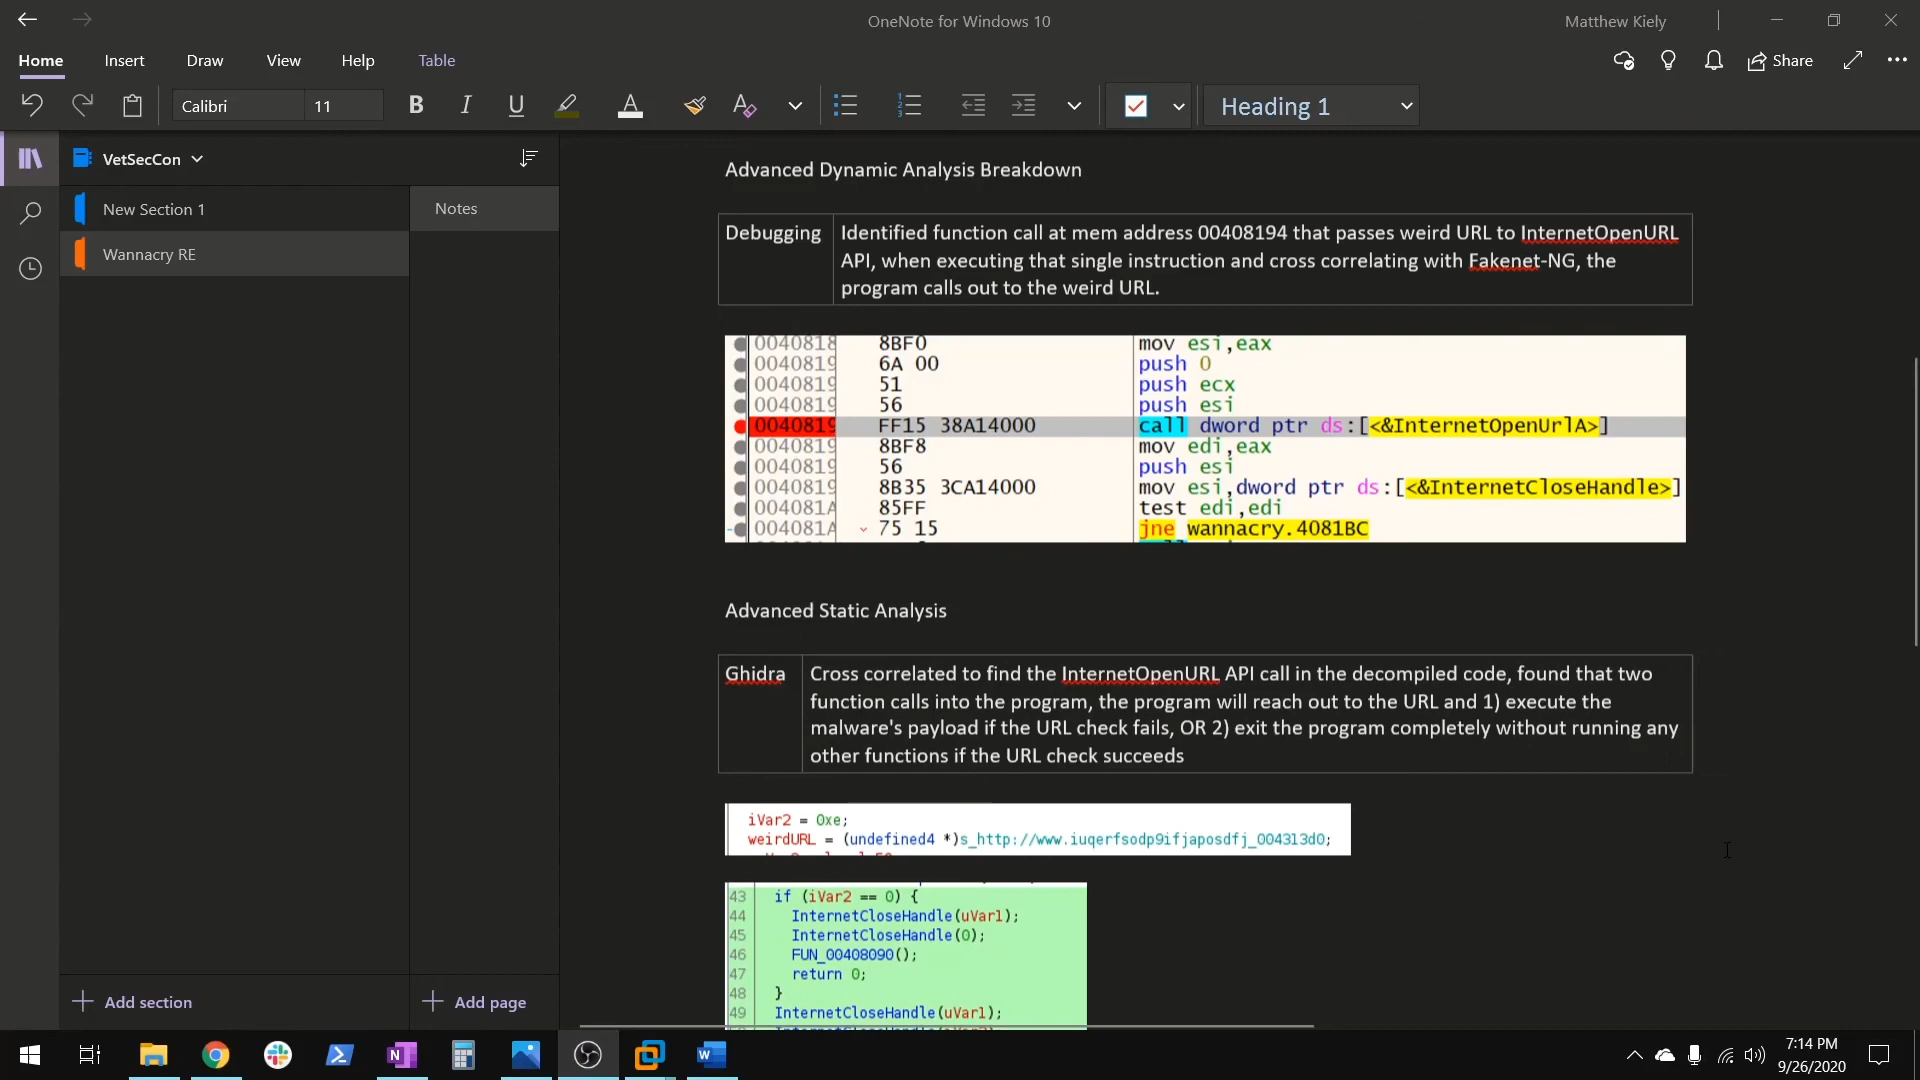 OneNote for Windows 10
Matthew Kiely
Home Insert Draw View Help Table
Share
Calibri 11 B I U A Heading 1
VetSecCon
New Section 1
Notes
Wannacry RE
Add section
Add page
Advanced Dynamic Analysis Breakdown
Debugging
Identified function call at mem address 00408194 that passes weird URL to InternetOpenURL
API, when executing that single instruction and cross correlating with Fakenet-NG, the
program calls out to the weird URL.
0040818 8BF0 mov esi,eax
0040819 6A 00 push 0
0040819 51 push ecx
0040819 56 push esi
0040819 FF15 38A14000 call dword ptr ds:[<&InternetOpenUrlA>]
0040819 8BF8 mov edi,eax
0040819 56 push esi
0040819 8B35 3CA14000 mov esi,dword ptr ds:[<&InternetCloseHandle>]
004081A 85FF test edi,edi
004081A 75 15 jne wannacry.4081BC
Advanced Static Analysis
Ghidra
Cross correlated to find the InternetOpenURL API call in the decompiled code, found that two
function calls into the program, the program will reach out to the URL and 1) execute the
malware's payload if the URL check fails, OR 2) exit the program completely without running any
other functions if the URL check succeeds
iVar2 = 0xe;
weirdURL = (undefined4 *)s_http://www.iuqerfsodp9ifjaposdfj_004313d0;
43 if (iVar2 == 0) {
44 InternetCloseHandle(uVar1);
45 InternetCloseHandle(0);
46 FUN_00408090();
47 return 0;
48 }
49 InternetCloseHandle(uVar1);
7:14 PM
9/26/2020